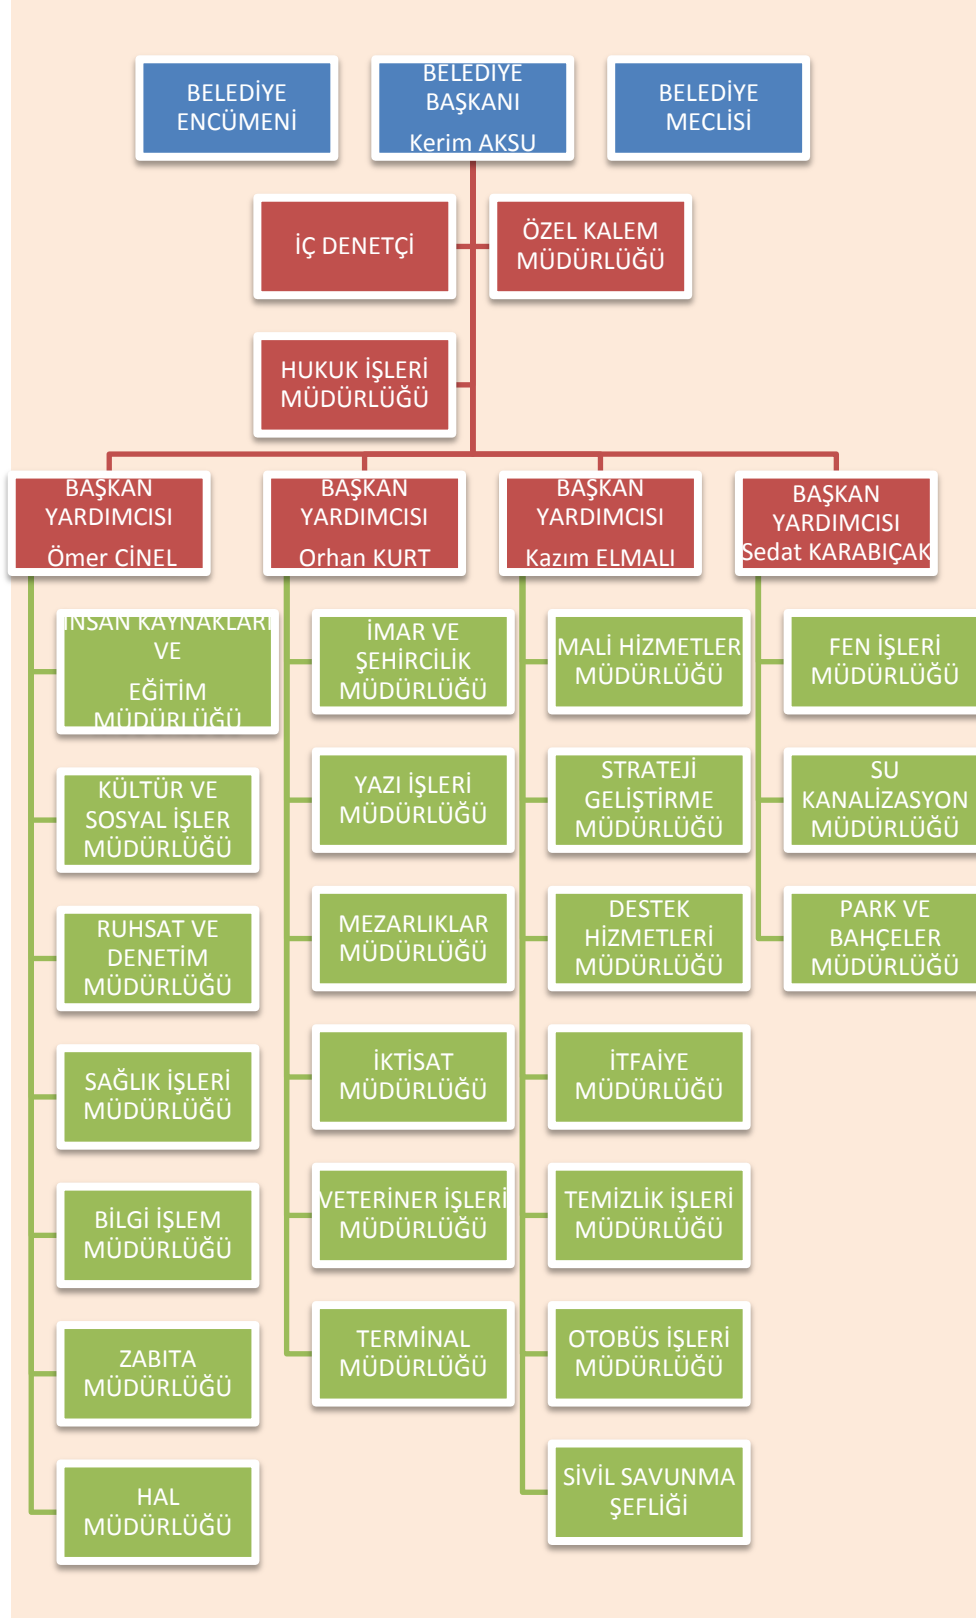 BELEDİYE
ENCÜMENİ
BELEDİYE
BAŞKANI
Kerim AKSU
BELEDİYE
MECLİSİ
İÇ DENETÇİ
ÖZEL KALEM
MÜDÜRLÜĞÜ
HUKUK İŞLERİ
MÜDÜRLÜĞÜ
BAŞKAN
YARDIMCISI
Ömer CİNEL
BAŞKAN
YARDIMCISI
Orhan KURT
BAŞKAN
YARDIMCISI
Kazım ELMALI
BAŞKAN
YARDIMCISI
Sedat KARABIÇAK
İNSAN KAYNAKLARI
VE
EĞİTİM
MÜDÜRLÜĞÜ
KÜLTÜR VE
SOSYAL İŞLER
MÜDÜRLÜĞÜ
RUHSAT VE
DENETİM
MÜDÜRLÜĞÜ
SAĞLIK İŞLERİ
MÜDÜRLÜĞÜ
BİLGİ İŞLEM
MÜDÜRLÜĞÜ
ZABITA
MÜDÜRLÜĞÜ
HAL
MÜDÜRLÜĞÜ
İMAR VE
ŞEHİRCİLİK
MÜDÜRLÜĞÜ
YAZI İŞLERİ
MÜDÜRLÜĞÜ
MEZARLIKLAR
MÜDÜRLÜĞÜ
İKTİSAT
MÜDÜRLÜĞÜ
VETERİNER İŞLERİ
MÜDÜRLÜĞÜ
TERMİNAL
MÜDÜRLÜĞÜ
MALİ HİZMETLER
MÜDÜRLÜĞÜ
STRATEJİ
GELİŞTİRME
MÜDÜRLÜĞÜ
DESTEK
HİZMETLERİ
MÜDÜRLÜĞÜ
İTFAİYE
MÜDÜRLÜĞÜ
TEMİZLİK İŞLERİ
MÜDÜRLÜĞÜ
OTOBÜS İŞLERİ
MÜDÜRLÜĞÜ
SİVİL SAVUNMA
ŞEFLİĞİ
FEN İŞLERİ
MÜDÜRLÜĞÜ
SU
KANALİZASYON
MÜDÜRLÜĞÜ
PARK VE
BAHÇELER
MÜDÜRLÜĞÜ